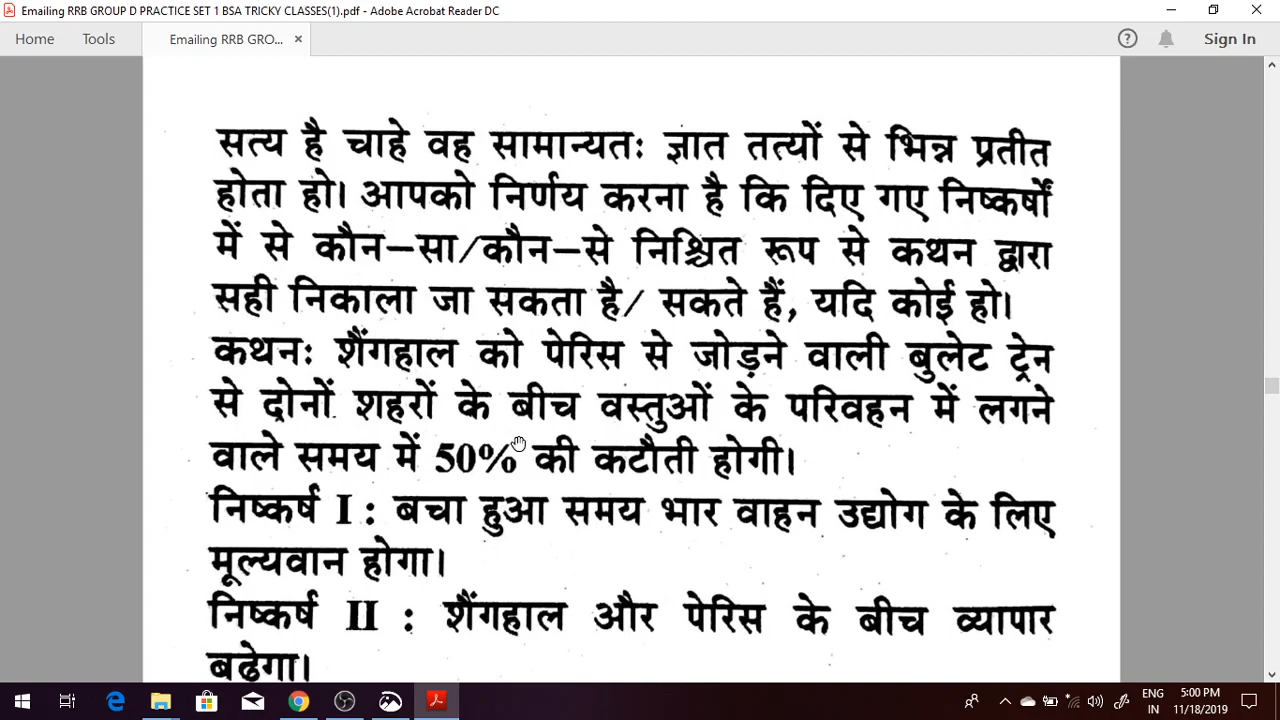 Emailing RRB GROUP D PRACTICE SET 1 BSA TRICKY CLASSES(1).pdf - Adobe Acrobat Reader DC
Home Tools Emailing RRB GRO... × Sign In
सत्य है चाहे वह सामान्यतः ज्ञात तत्यों से भिन्न प्रतीत
होता हो। आपको निर्णय करना है कि दिए गए निष्कर्षों
में से कौन-सा/कौन-से निश्चित रूप से कथन द्वारा
सही निकाला जा सकता है/ सकते हैं, यदि कोई हो।
कथनः शैंगहाल को पेरिस से जोड़ने वाली बुलेट ट्रेन
से दोनों शहरों के बीच वस्तुओं के परिवहन में लगने
वाले समय में 50% की कटौती होगी।
निष्कर्ष I : बचा हुआ समय भार वाहन उद्योग के लिए
मूल्यवान होगा।
निष्कर्ष II : शैंगहाल और पेरिस के बीच व्यापार
बढेगा।
ENG 5:00 PM
IN 11/18/2019